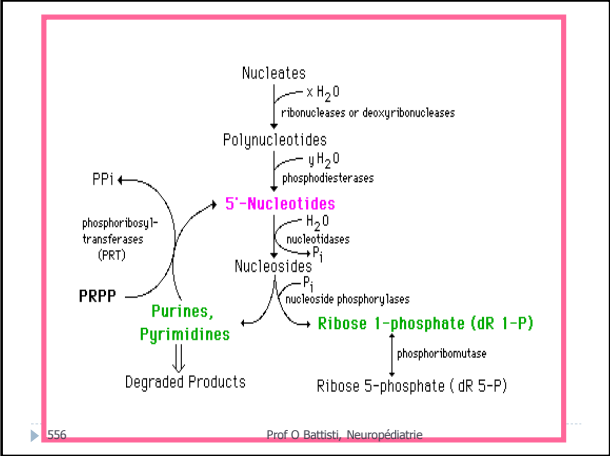 Nucleates
x H2O
ribonucleases or deoxyribonucleases
Polynucleotides
y H2O
phosphodiesterases
PPi
5'-Nucleotides
phosphoribosyl-
transferases
(PRT)
H2O
nucleotidases
Pi
Nucleosides
PRPP
Pi
nucleoside phosphorylases
Purines,
Pyrimidines
Ribose 1-phosphate (dR 1-P)
phosphoribomutase
Degraded Products
Ribose 5-phosphate ( dR 5-P)
556
Prof O Battisti, Neuropédiatrie